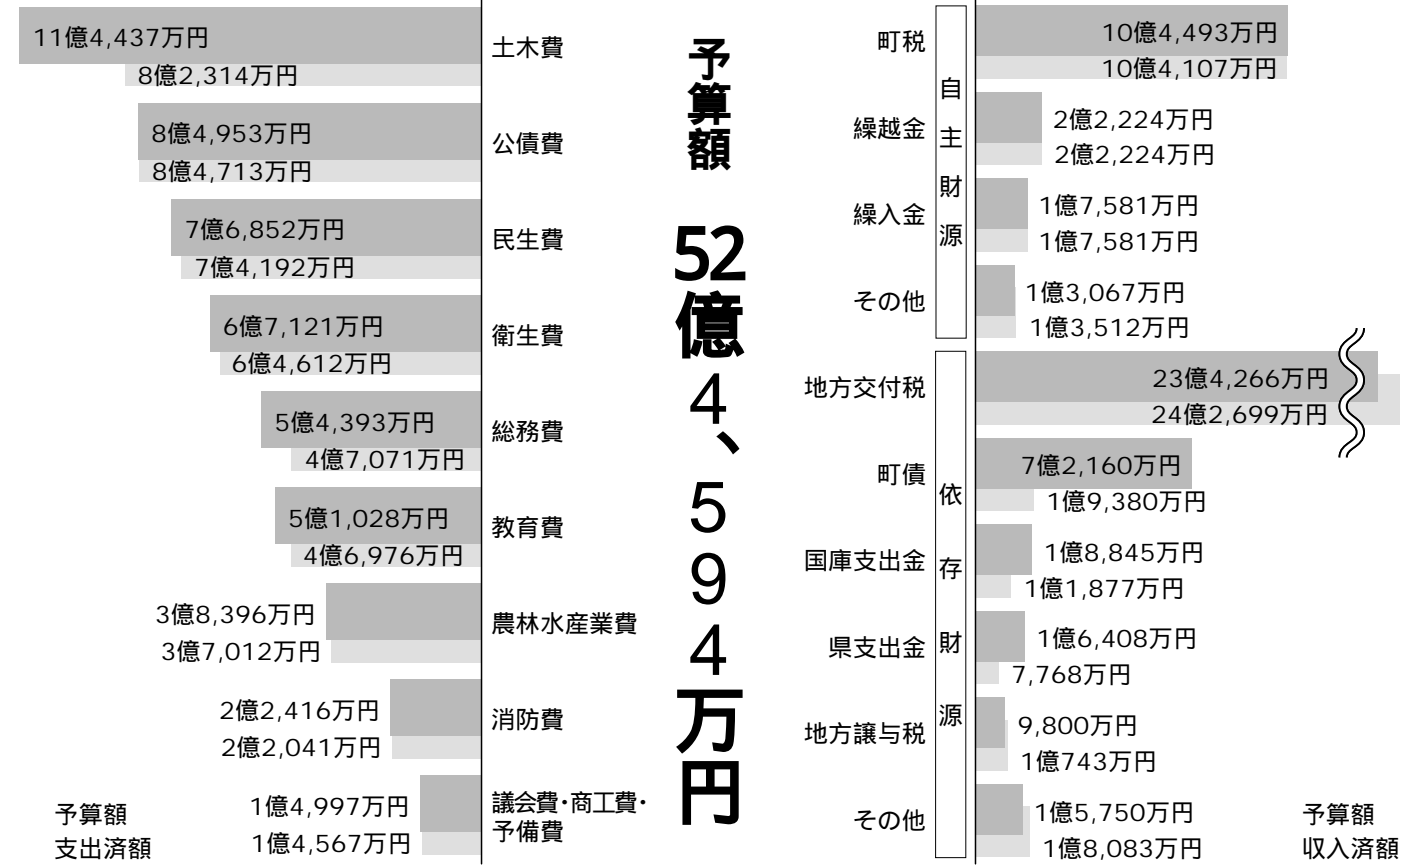 11億4,437万円
8億2,314万円
土木費
8億4,953万円
8億4,713万円
公債費
7億6,852万円
7億4,192万円
民生費
6億7,121万円
6億4,612万円
衛生費
5億4,393万円
4億7,071万円
総務費
5億1,028万円
4億6,976万円
教育費
3億8,396万円
3億7,012万円
農林水産業費
2億2,416万円
2億2,041万円
消防費
1億4,997万円
1億4,567万円
議会費・商工費・
予備費
予算額
支出済額
予算額 52億4、594万円
自主財源
町税
10億4,493万円
10億4,107万円
繰越金
2億2,224万円
2億2,224万円
繰入金
1億7,581万円
1億7,581万円
その他
1億3,067万円
1億3,512万円
依存財源
地方交付税
23億4,266万円
24億2,699万円
町債
7億2,160万円
1億9,380万円
国庫支出金
1億8,845万円
1億1,877万円
県支出金
1億6,408万円
7,768万円
地方譲与税
9,800万円
1億743万円
その他
1億5,750万円
1億8,083万円
予算額
収入済額